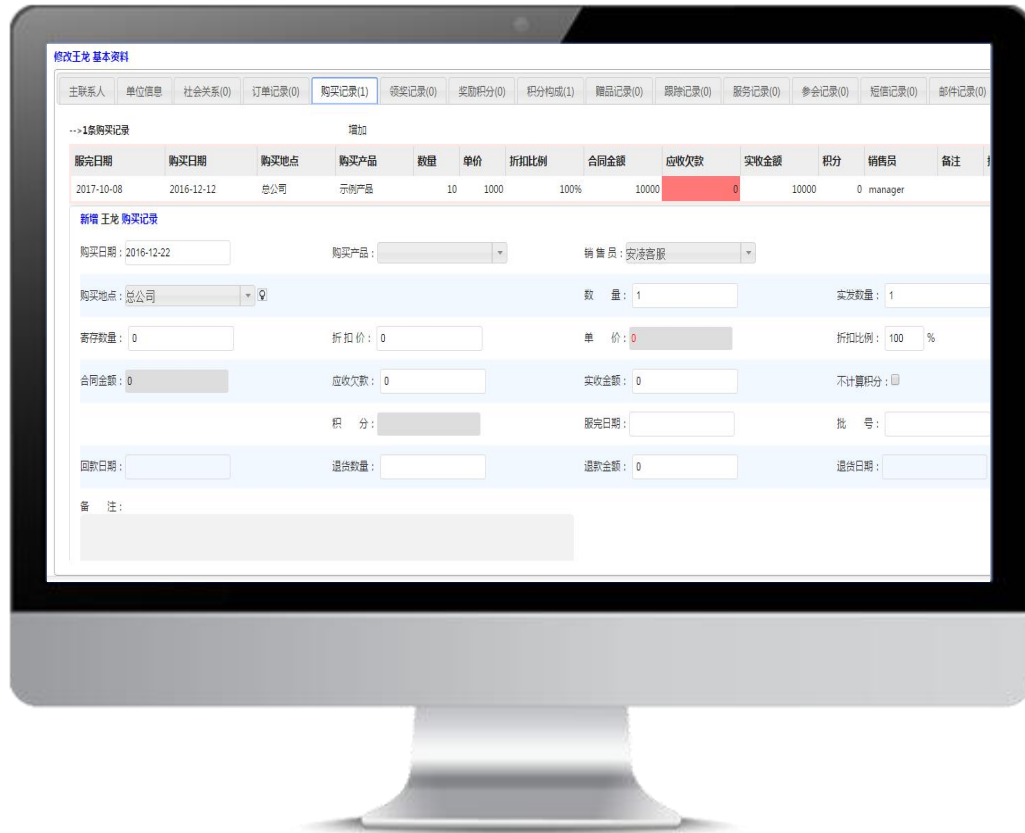 修改王龙 基本资料
主联系人 单位信息 社会关系(0) 订单记录(0) 购买记录(1) 领奖记录(0) 奖励积分(0) 积分构成(1) 赠品记录(0) 跟踪记录(0) 服务记录(0) 参会记录(0) 短信记录(0) 邮件记录(0)
-->1条购买记录 增加
服完日期 购买日期 购买地点 购买产品 数量 单价 折扣比例 合同金额 应收欠款 实收金额 积分 销售员 备注
2017-10-08 2016-12-12 总公司 示例产品 10 1000 100% 10000 0 10000 0 manager
新增 王龙 购买记录
购买日期：2016-12-22 购买产品： 销售员：安凌客服
购买地点：总公司 数 量：1 实发数量：1
寄存数量：0 折扣价：0 单 价：0 折扣比例：100 %
合同金额：0 应收欠款：0 实收金额：0 不计算积分：
积 分： 服完日期： 批 号：
回款日期： 退货数量： 退款金额：0 退货日期：
备 注：